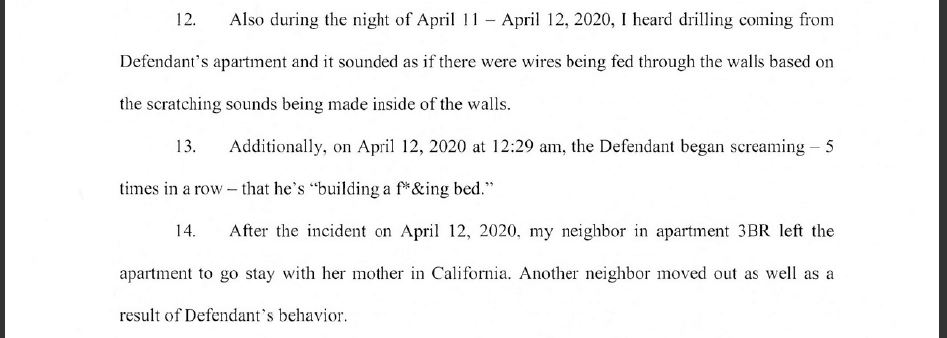 12. Also during the night of April 11 – April 12, 2020, I heard drilling coming from
Defendant's apartment and it sounded as if there were wires being fed through the walls based on
the scratching sounds being made inside of the walls.
13. Additionally, on April 12, 2020 at 12:29 am, the Defendant began screaming – 5
times in a row – that he's “building a f*&ing bed.”
14. After the incident on April 12, 2020, my neighbor in apartment 3BR left the
apartment to go stay with her mother in California. Another neighbor moved out as well as a
result of Defendant's behavior.